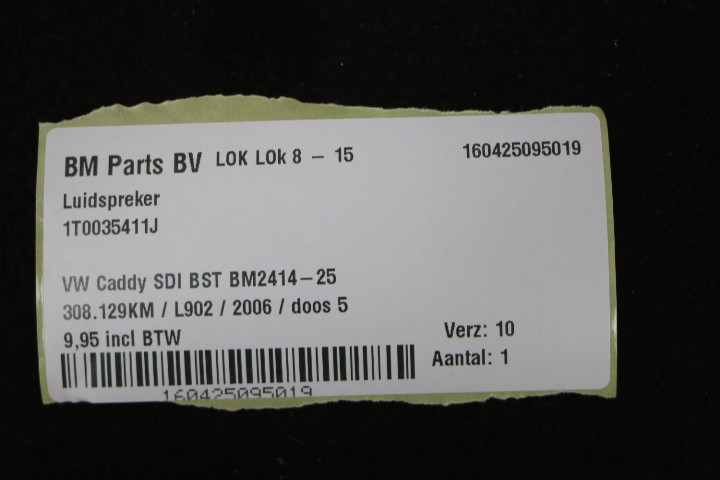 BM Parts BV LOK LOk 8 - 15 160425095019
Luidspreker
1T0035411J
VW Caddy SDI BST BM2414-25
308.129KM / L902 / 2006 / doos 5
9,95 incl BTW Verz: 10
Aantal: 1
160425095019